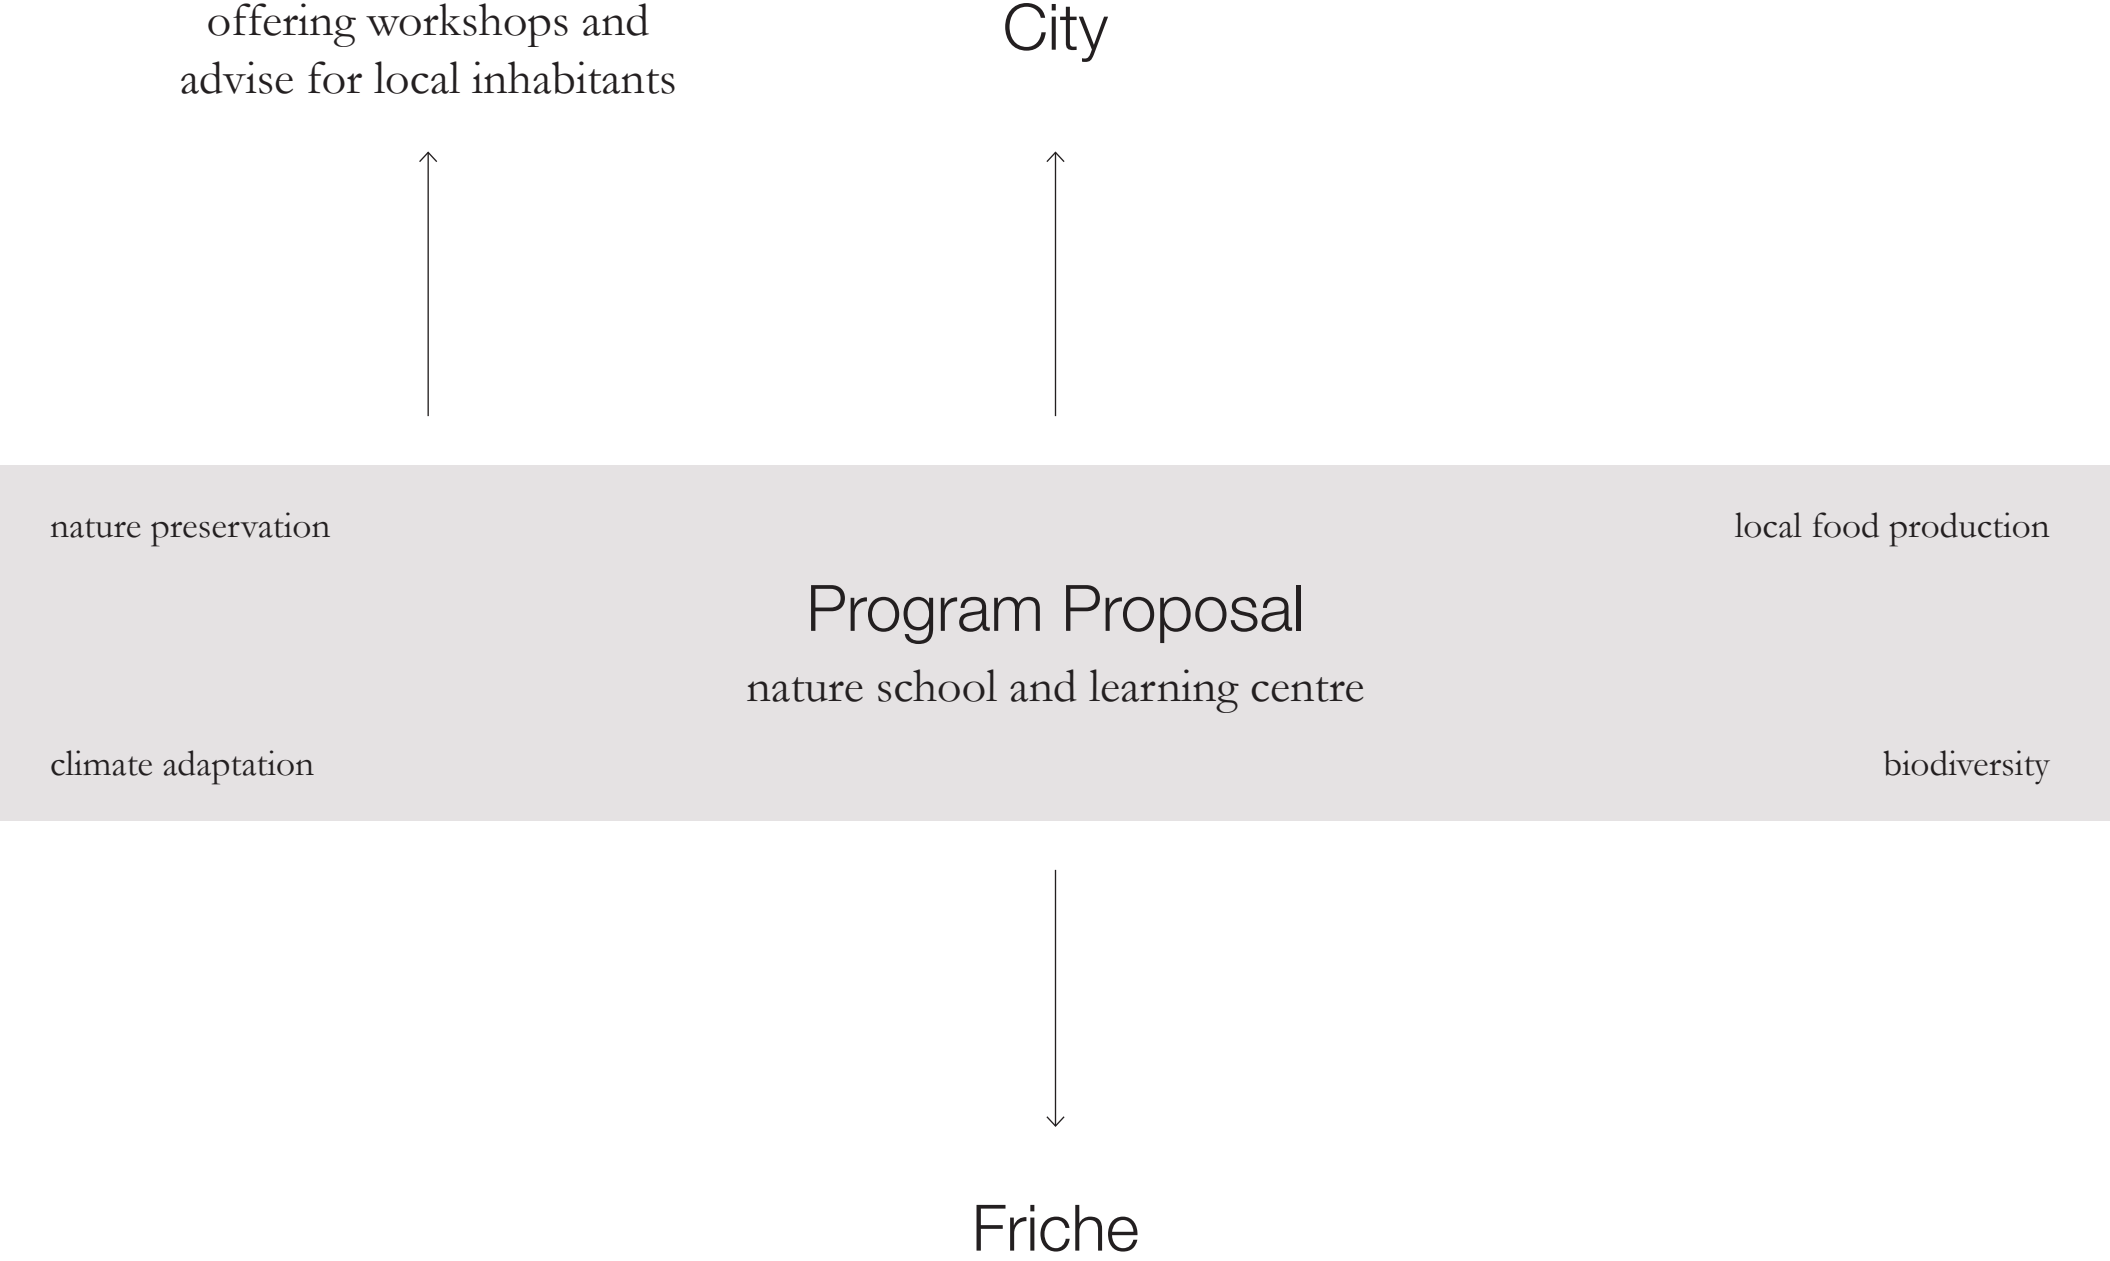 offering workshops and
advise for local inhabitants
City
nature preservation
local food production
Program Proposal
nature school and learning centre
climate adaptation
biodiversity
Friche